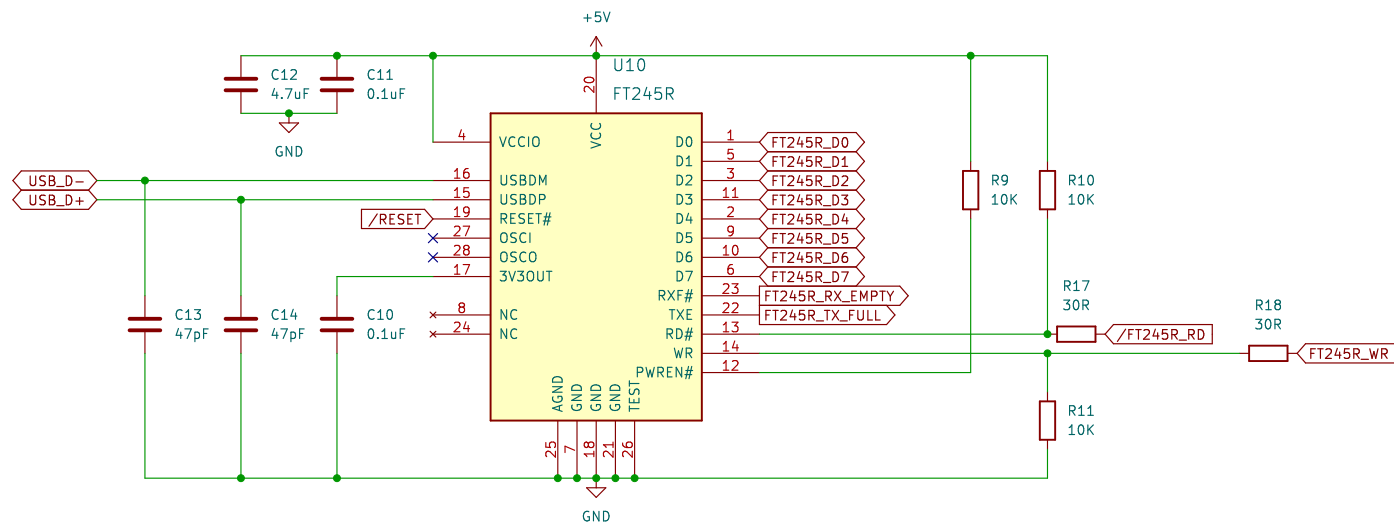 +5V
C12
4.7uF
C11
0.1uF
GND
U10
FT245R
20
VCC
4
VCCIO
16
USBDM
15
USBDP
19
RESET#
27
OSCI
28
OSCO
17
3V3OUT
8
NC
24
NC
USB_D-
USB_D+
/RESET
D0
1
FT245R_D0
D1
5
FT245R_D1
D2
3
FT245R_D2
D3
11
FT245R_D3
D4
2
FT245R_D4
D5
9
FT245R_D5
D6
10
FT245R_D6
D7
6
FT245R_D7
RXF#
23
FT245R_RX_EMPTY
TXE
22
FT245R_TX_FULL
RD#
13
WR
14
PWREN#
12
R9
10K
R10
10K
R17
30R
/FT245R_RD
R18
30R
FT245R_WR
R11
10K
C13
47pF
C14
47pF
C10
0.1uF
AGND
GND
GND
GND
TEST
25
7
18
21
26
GND